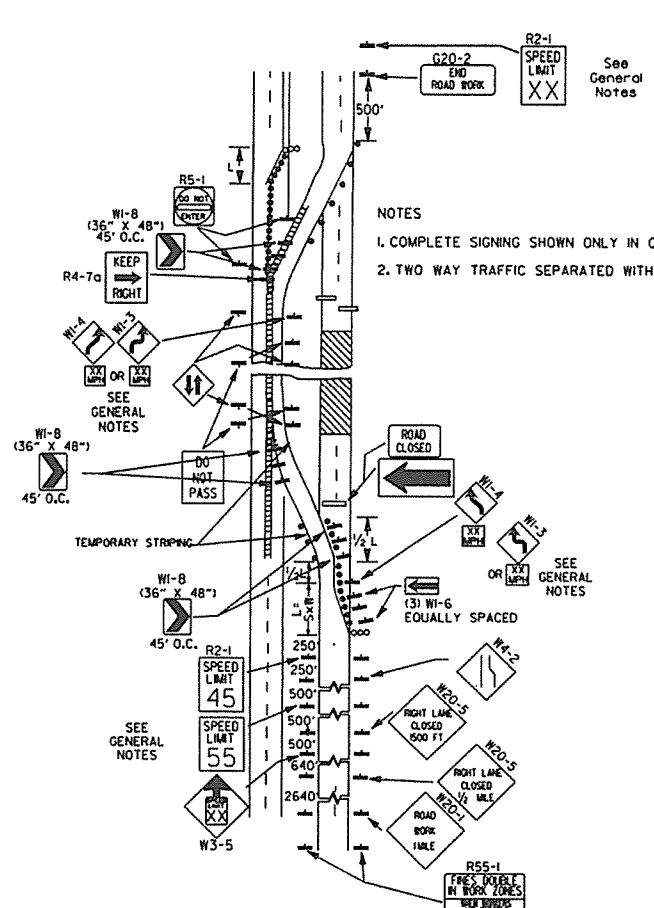 R2-1
SPEED
LIMIT
XX
See
General
Notes
G20-2
END
ROAD WORK
500'
L
R5-1
DO NOT
ENTER
W1-8
(36" X 48")
45' O.C.
KEEP
RIGHT
R4-7a
NOTES
1. COMPLETE SIGNING SHOWN ONLY IN
2. TWO WAY TRAFFIC SEPARATED WITH
W1-4
W1-3
XX
MPH
OR
XX
MPH
SEE
GENERAL
NOTES
W1-8
(36" X 48")
45' O.C.
DO
NOT
PASS
ROAD
CLOSED
W1-4
XX
MPH
W1-3
OR
XX
MPH
SEE
GENERAL
NOTES
TEMPORARY STRIPING
1/2 L
1/2 L
L=
SxW
(3) W1-6
EQUALLY SPACED
W1-8
(36" X 48")
45' O.C.
R2-1
SPEED
LIMIT
45
SPEED
LIMIT
55
SEE
GENERAL
NOTES
250'
250'
500'
500'
500'
640'
2640'
W4-2
W20-5
RIGHT LANE
CLOSED
1500 FT
W20-5
RIGHT LANE
CLOSED
1/2 MILE
W20-1
ROAD
WORK
1 MILE
XX
W3-5
R55-1
FINES DOUBLE
IN WORK ZONES
WHEN WORKERS